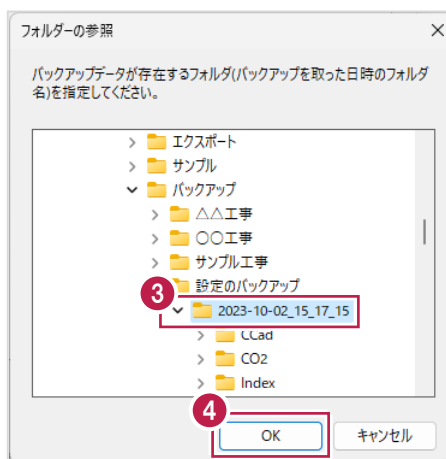 フォルダーの参照
バックアップデータが存在するフォルダ(バックアップを取った日時のフォルダ
名)を指定してください。
エクスポート
サンプル
バックアップ
△△工事
〇〇工事
サンプル工事
設定のバックアップ
3
2023-10-02_15_17_15
CCad
CO2
Index
4
OK
キャンセル